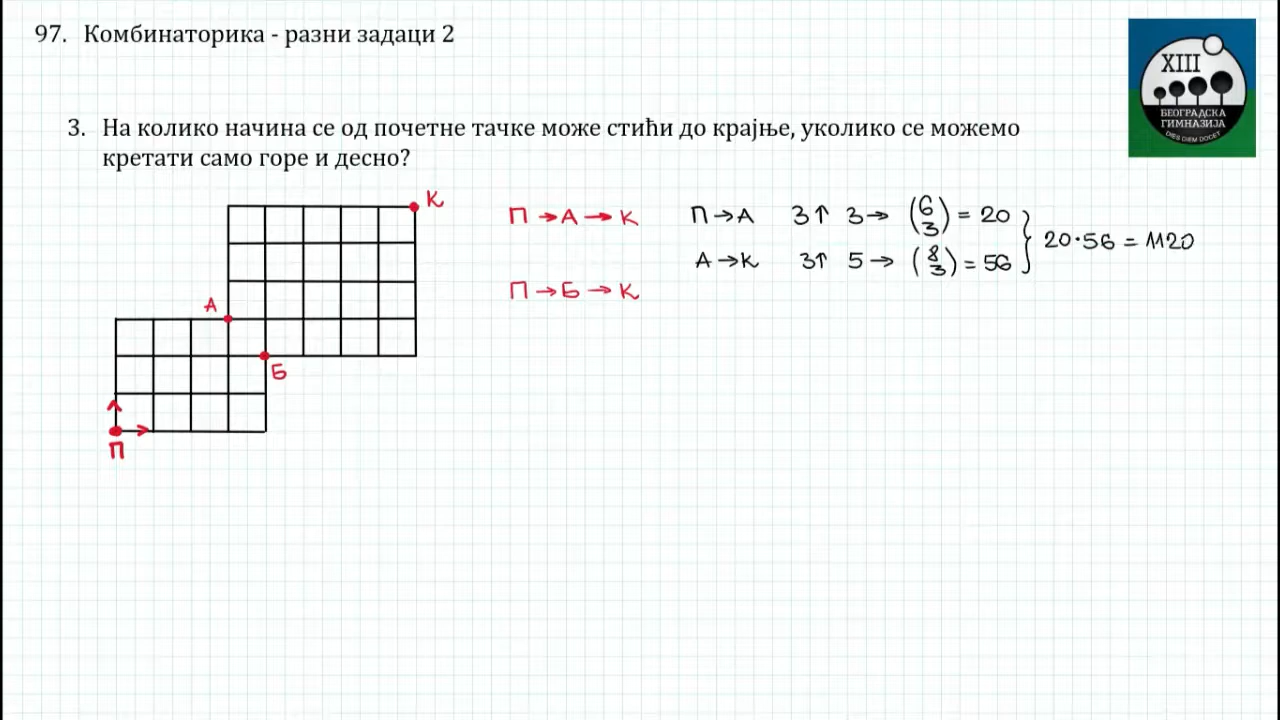 97. Комбинаторика - разни задаци 2
XIII
БЕОГРАДСКА
ГИМНАЗИЈА
DIES DIEM DOCET
3. На колико начина се од почетне тачке може стићи до крајње, уколико се можемо
кретати само горе и десно?
К
А
Б
П
П → А → К
П → Б → К
П → А 3↑ 3→ (6 3) = 20
А → К 3↑ 5→ (8 3) = 56
20·56 = 1120